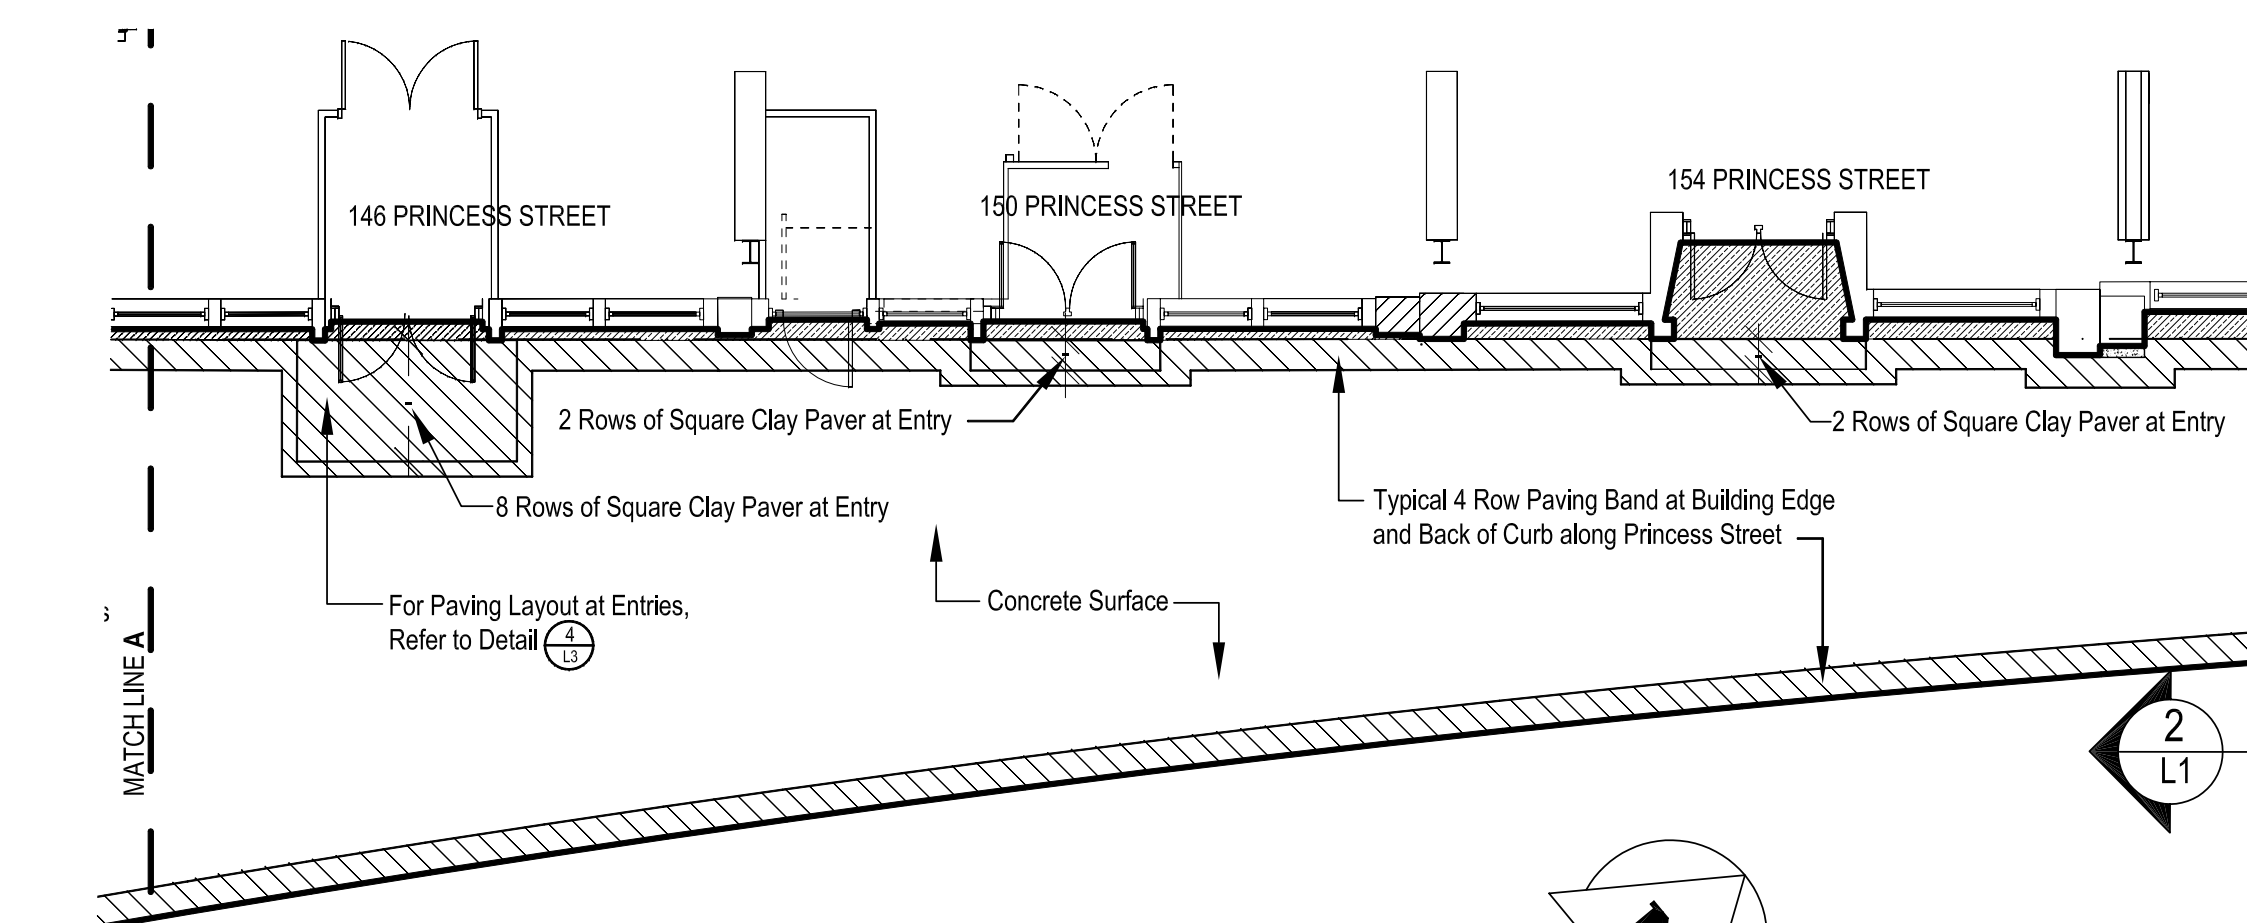 146 PRINCESS STREET
150 PRINCESS STREET
154 PRINCESS STREET
2 Rows of Square Clay Paver at Entry
2 Rows of Square Clay Paver at Entry
8 Rows of Square Clay Paver at Entry
Typical 4 Row Paving Band at Building Edge
and Back of Curb along Princess Street
Concrete Surface
For Paving Layout at Entries,
Refer to Detail 4
L3
MATCH LINE A
2
L1